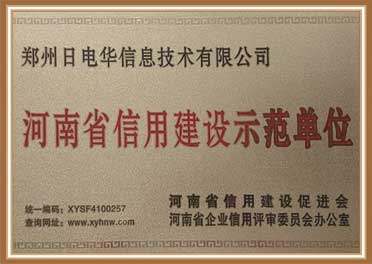 郑州日电华信息技术有限公司
河南省信用建设示范单位
统一编码：XYSF4100257
查询网址：www.xyhnw.com
河南省信用建设促进会
河南省企业信用评审委员会办公室